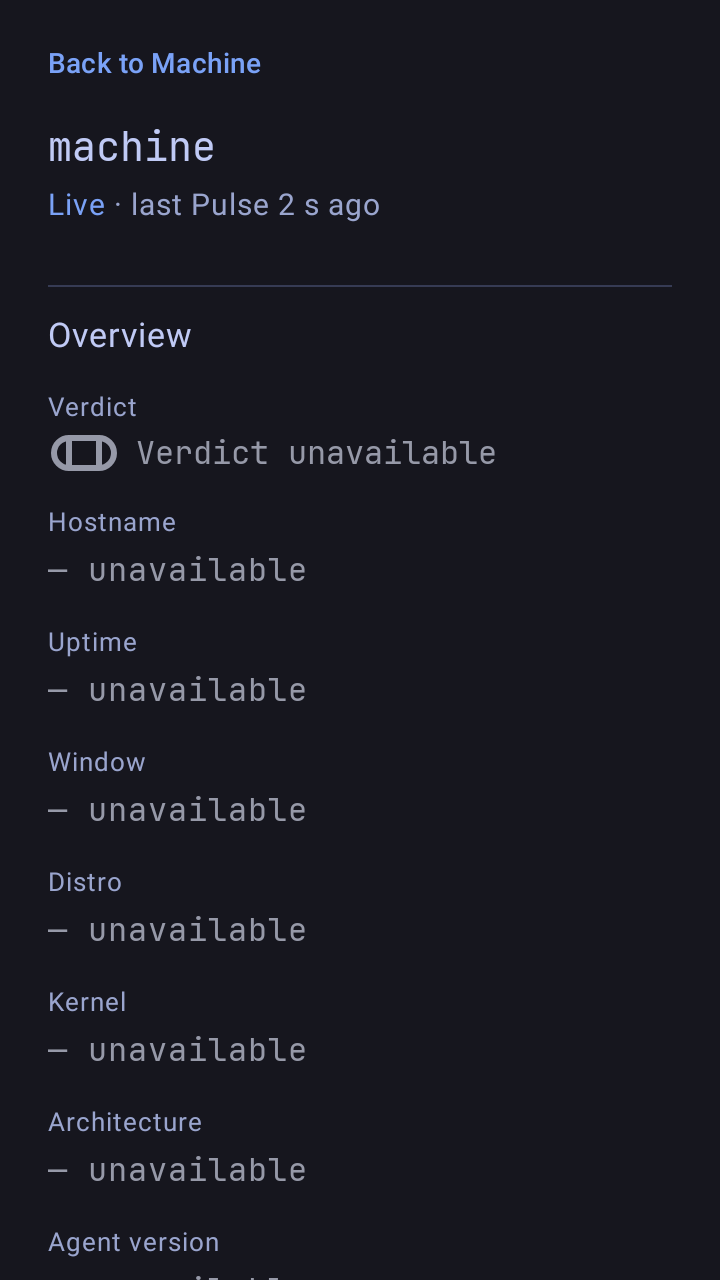 Back to Machine
machine
Live · last Pulse 2 s ago
Overview
Verdict
Verdict unavailable
Hostname
— unavailable
Uptime
— unavailable
Window
— unavailable
Distro
— unavailable
Kernel
— unavailable
Architecture
— unavailable
Agent version